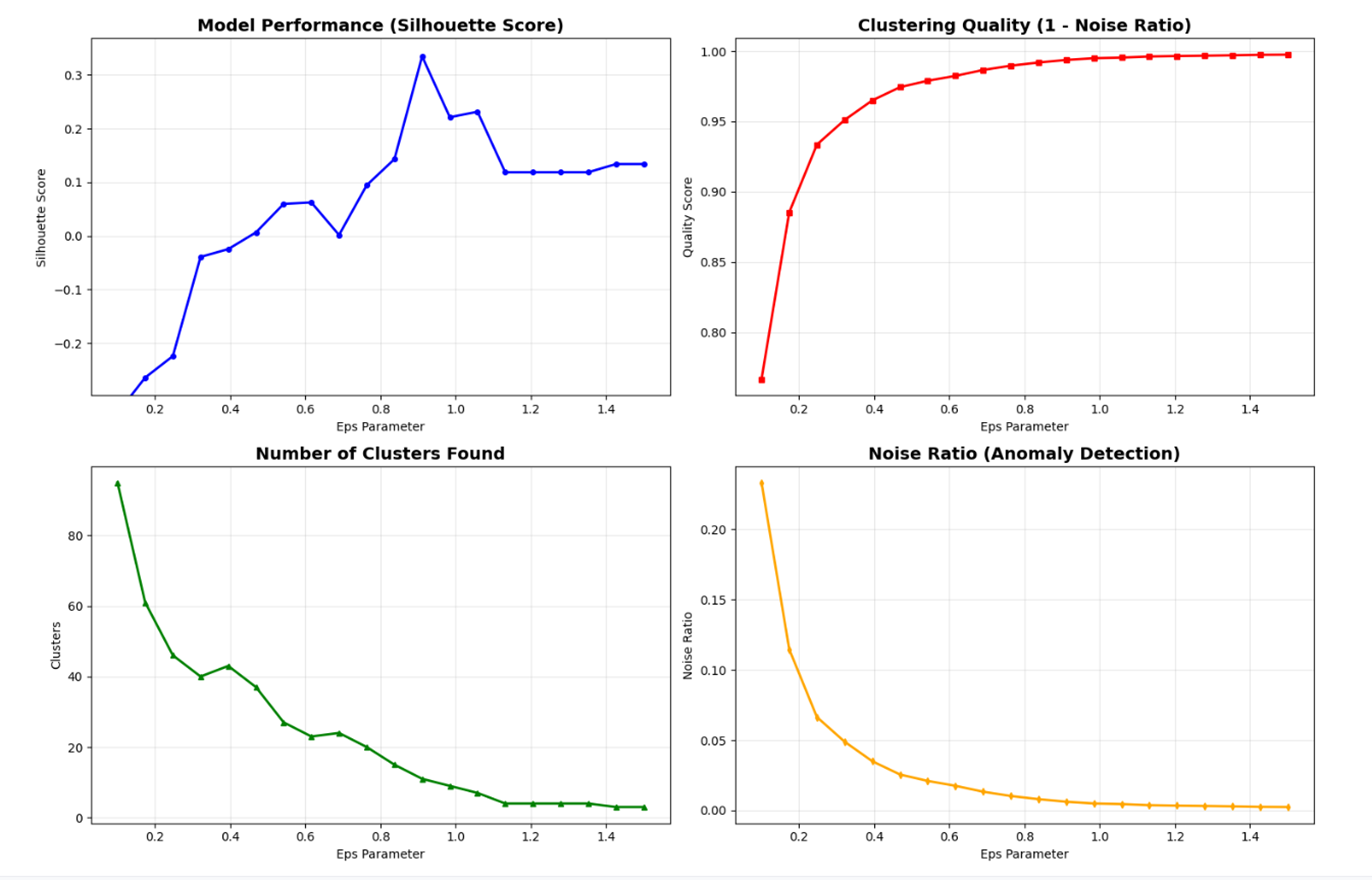 Model Performance (Silhouette Score)
Silhouette Score
0.3
0.2
0.1
0.0
−0.1
−0.2
0.2 0.4 0.6 0.8 1.0 1.2 1.4
Eps Parameter
Clustering Quality (1 - Noise Ratio)
Quality Score
1.00
0.95
0.90
0.85
0.80
0.2 0.4 0.6 0.8 1.0 1.2 1.4
Eps Parameter
Number of Clusters Found
Clusters
80
60
40
20
0
0.2 0.4 0.6 0.8 1.0 1.2 1.4
Eps Parameter
Noise Ratio (Anomaly Detection)
Noise Ratio
0.20
0.15
0.10
0.05
0.00
0.2 0.4 0.6 0.8 1.0 1.2 1.4
Eps Parameter